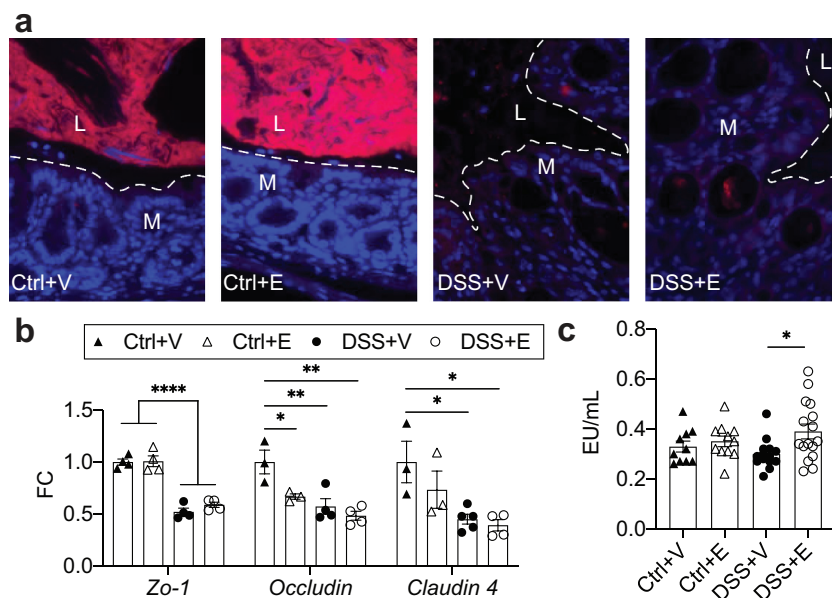 a
L
M
Ctrl+V
L
M
Ctrl+E
L
M
DSS+V
L
M
DSS+E
b
Ctrl+V Ctrl+E DSS+V DSS+E
FC
1.5
1.0
0.5
0.0
****
**
**
*
*
*
Zo-1 Occludin Claudin 4
c
EU/mL
0.8
0.6
0.4
0.2
0.0
*
Ctrl+V
Ctrl+E
DSS+V
DSS+E